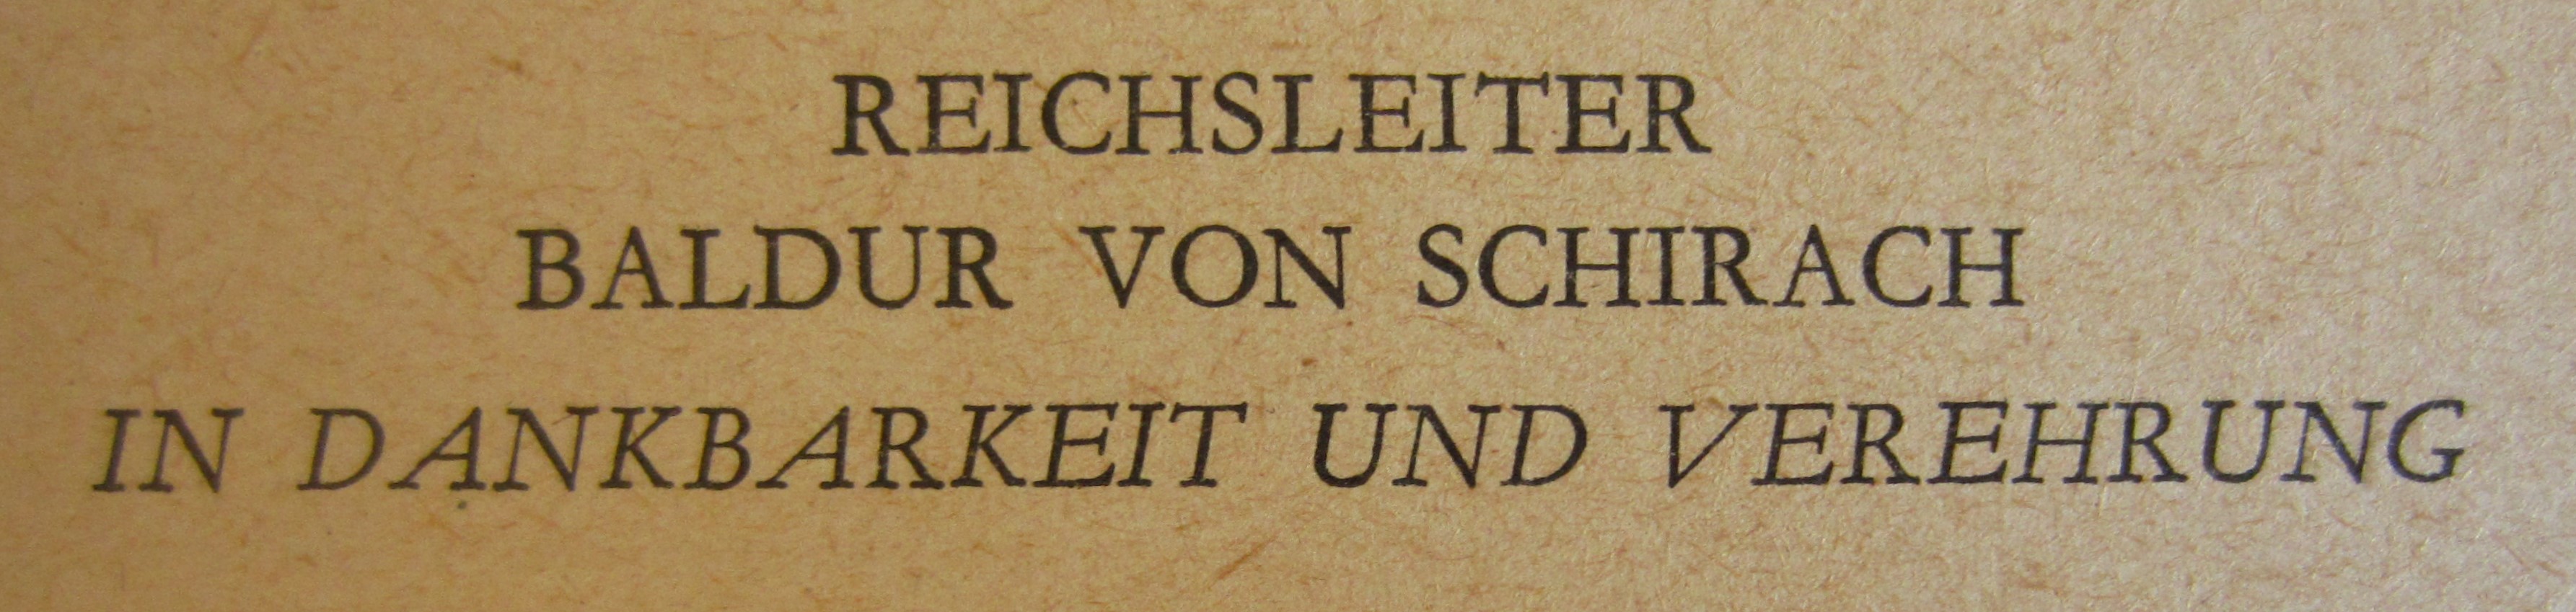 REICHSLEITER
BALDUR VON SCHIRACH
IN DANKBARKEIT UND VEREHRUNG